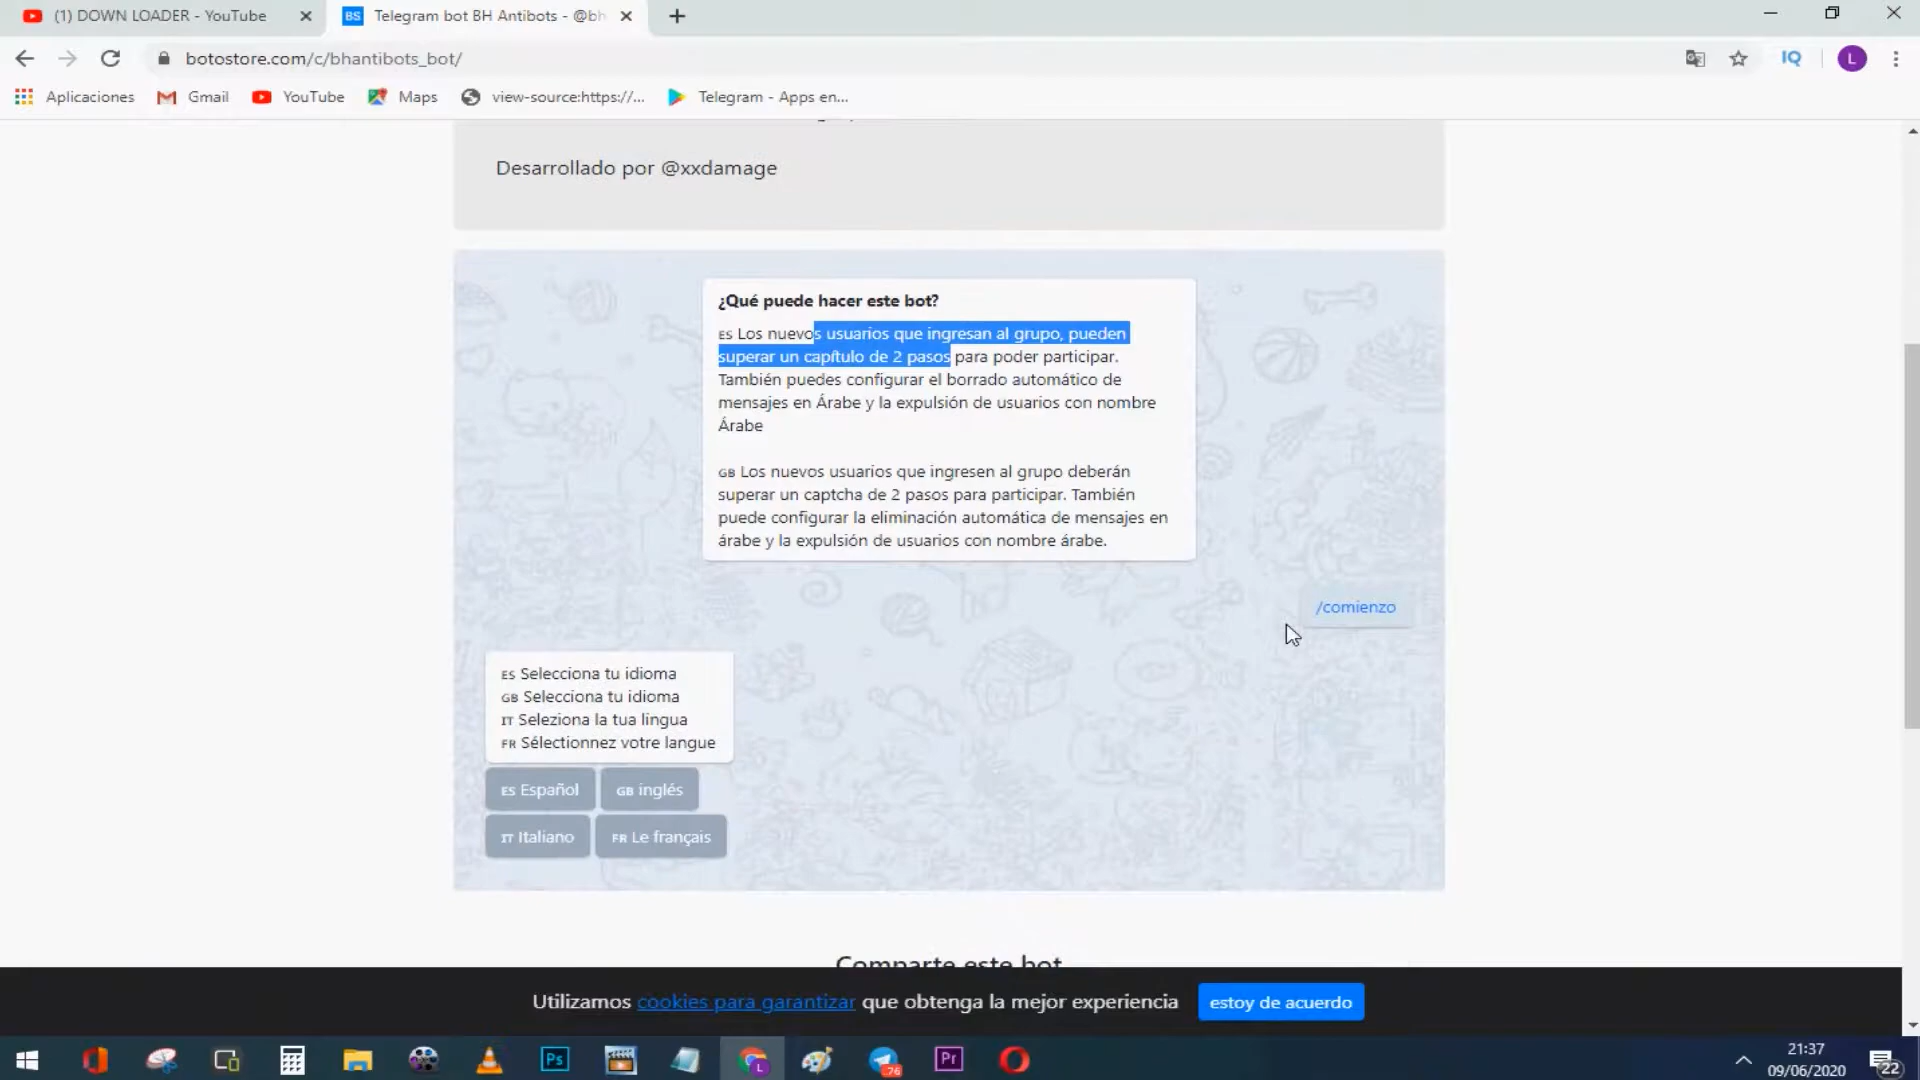 (1) DOWN LOADER - YouTube
BS Telegram bot BH Antibots - @bh
botostore.com/c/bhantibots_bot/
IQ
L
Aplicaciones
Gmail
YouTube
Maps
view-source:https://...
Telegram - Apps en...
Desarrollado por @xxdamage
¿Qué puede hacer este bot?
ES Los nuevos usuarios que ingresan al grupo, pueden
superar un capítulo de 2 pasos para poder participar.
También puedes configurar el borrado automático de
mensajes en Árabe y la expulsión de usuarios con nombre
Árabe
GB Los nuevos usuarios que ingresen al grupo deberán
superar un captcha de 2 pasos para participar. También
puede configurar la eliminación automática de mensajes en
árabe y la expulsión de usuarios con nombre árabe.
/comienzo
ES Selecciona tu idioma
GB Selecciona tu idioma
IT Seleziona la tua lingua
FR Sélectionnez votre langue
ES Español
GB inglés
IT Italiano
FR Le français
Comparte este bot
Utilizamos cookies para garantizar que obtenga la mejor experiencia
estoy de acuerdo
Ps
L
76
Pr
21:37
09/06/2020
22